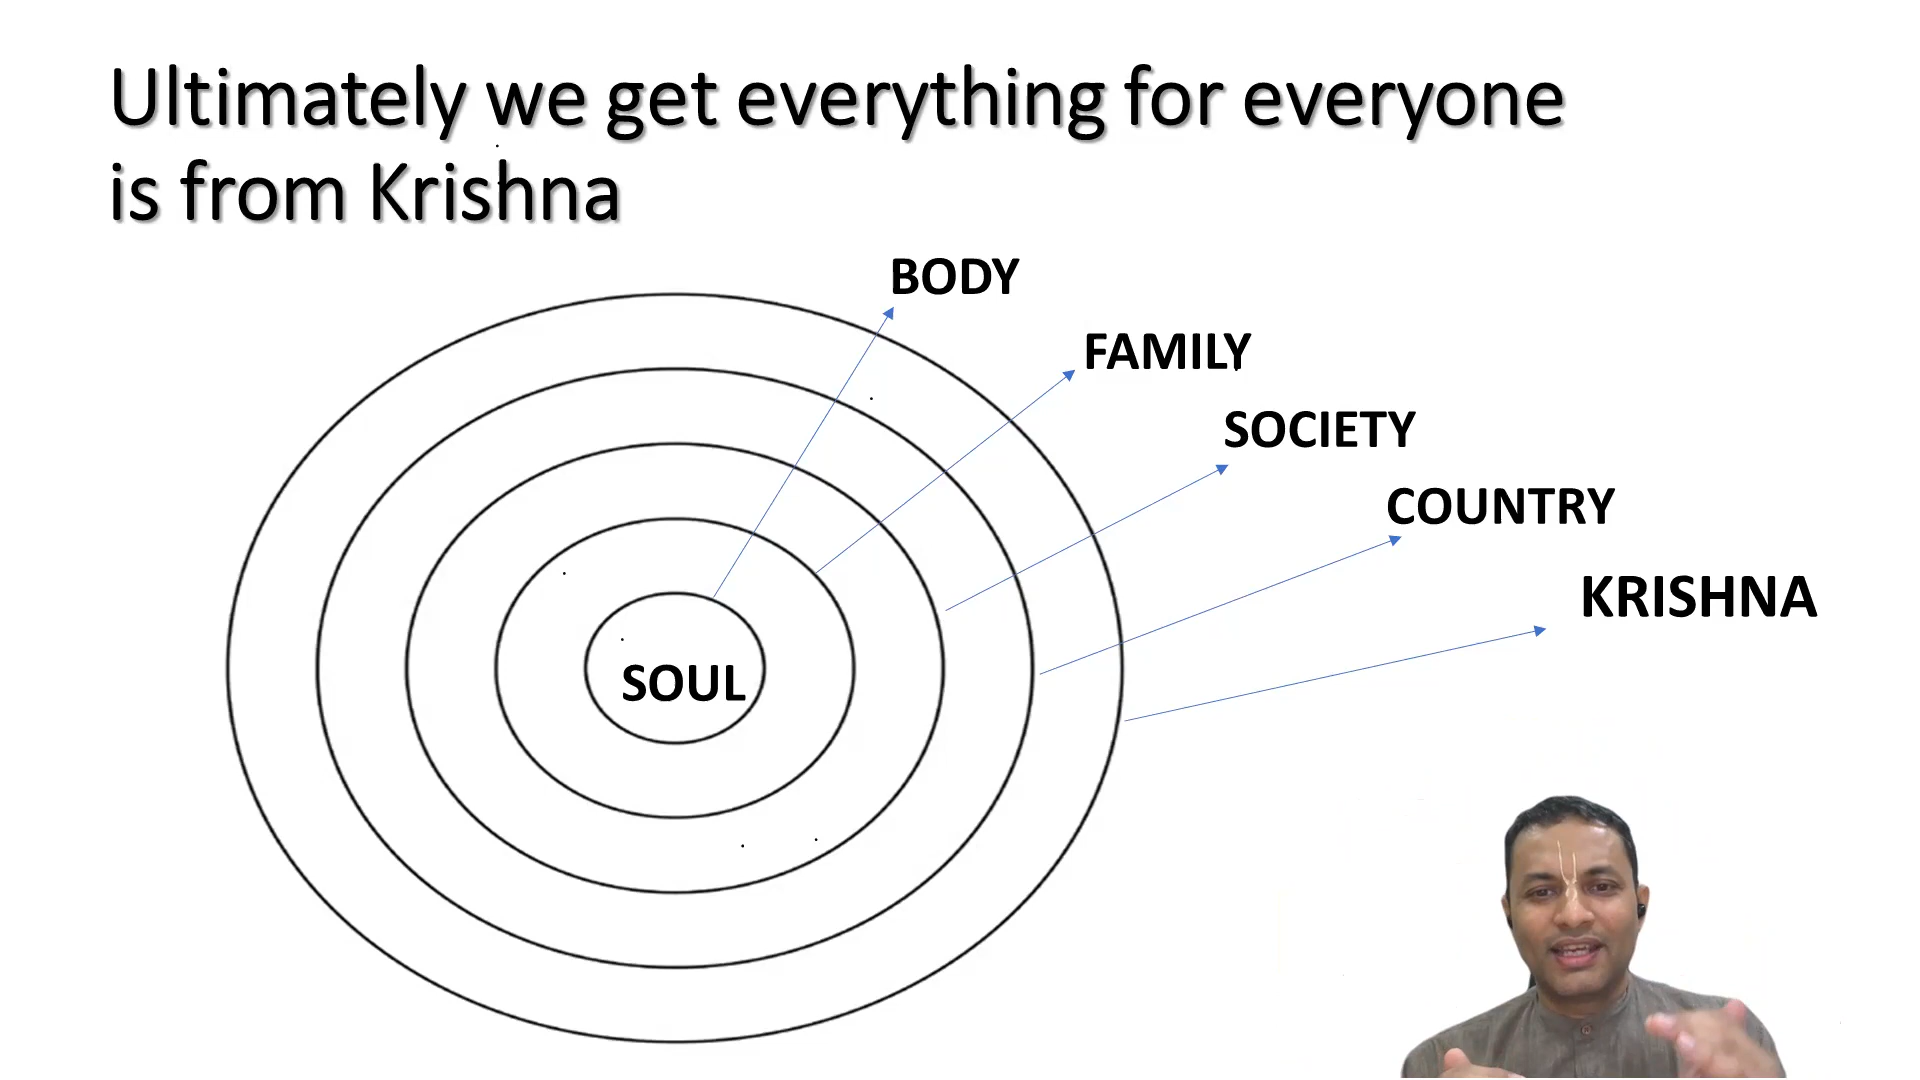 Ultimately we get everything for everyone
is from Krishna
BODY
FAMILY
SOCIETY
COUNTRY
KRISHNA
SOUL